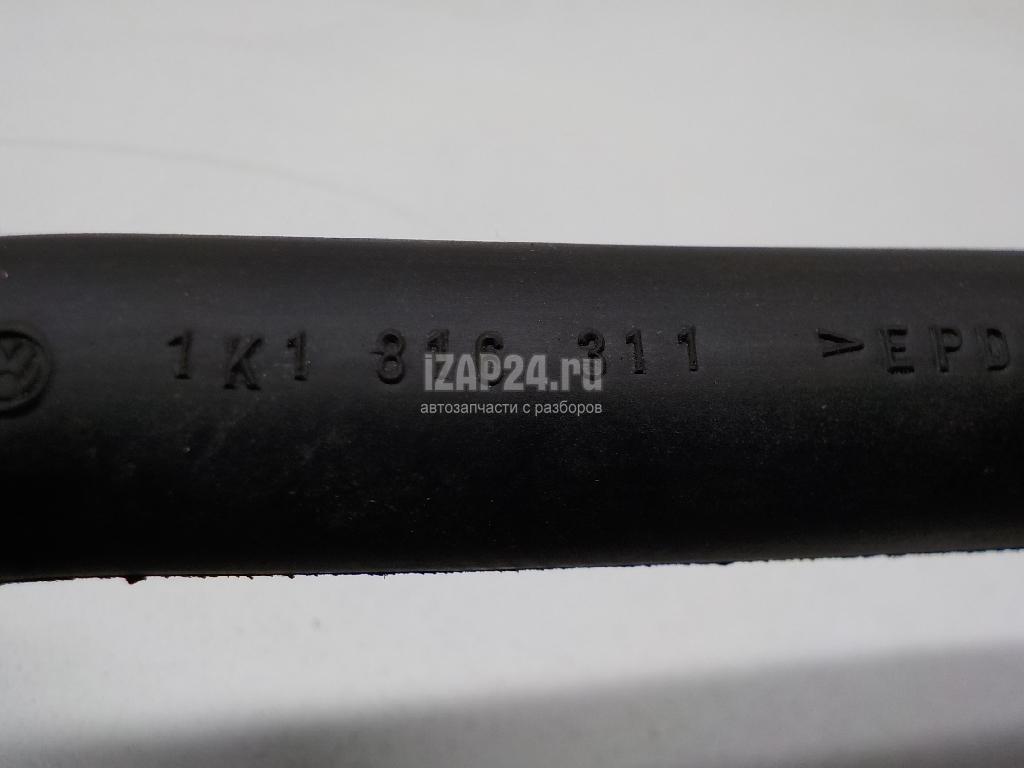 1K1 816 311 >EPD
iZAP24.ru
автозапчасти с разборов